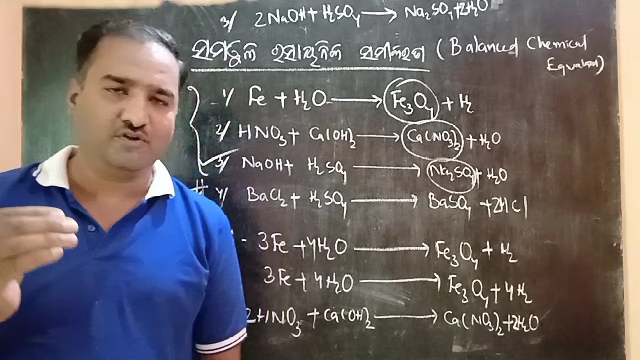 3) 2NaOH + H₂SO₄ → Na₂SO₄ + 2H₂O
ସମତୁଲ ରସାୟନିକ ସମୀକରଣ (Balanced Chemical Equation)
1) Fe + H₂O → Fe₃O₄ + H₂
2) HNO₃ + Ca(OH)₂ → Ca(NO₃)₂ + H₂O
3) NaOH + H₂SO₄ → Na₂SO₄ + H₂O
# 4) BaCl₂ + H₂SO₄ → BaSO₄ + 2HCl
3Fe + 4H₂O → Fe₃O₄ + H₂
3Fe + 4H₂O → Fe₃O₄ + 4H₂
2HNO₃ + Ca(OH)₂ → Ca(NO₃)₂ + 2H₂O